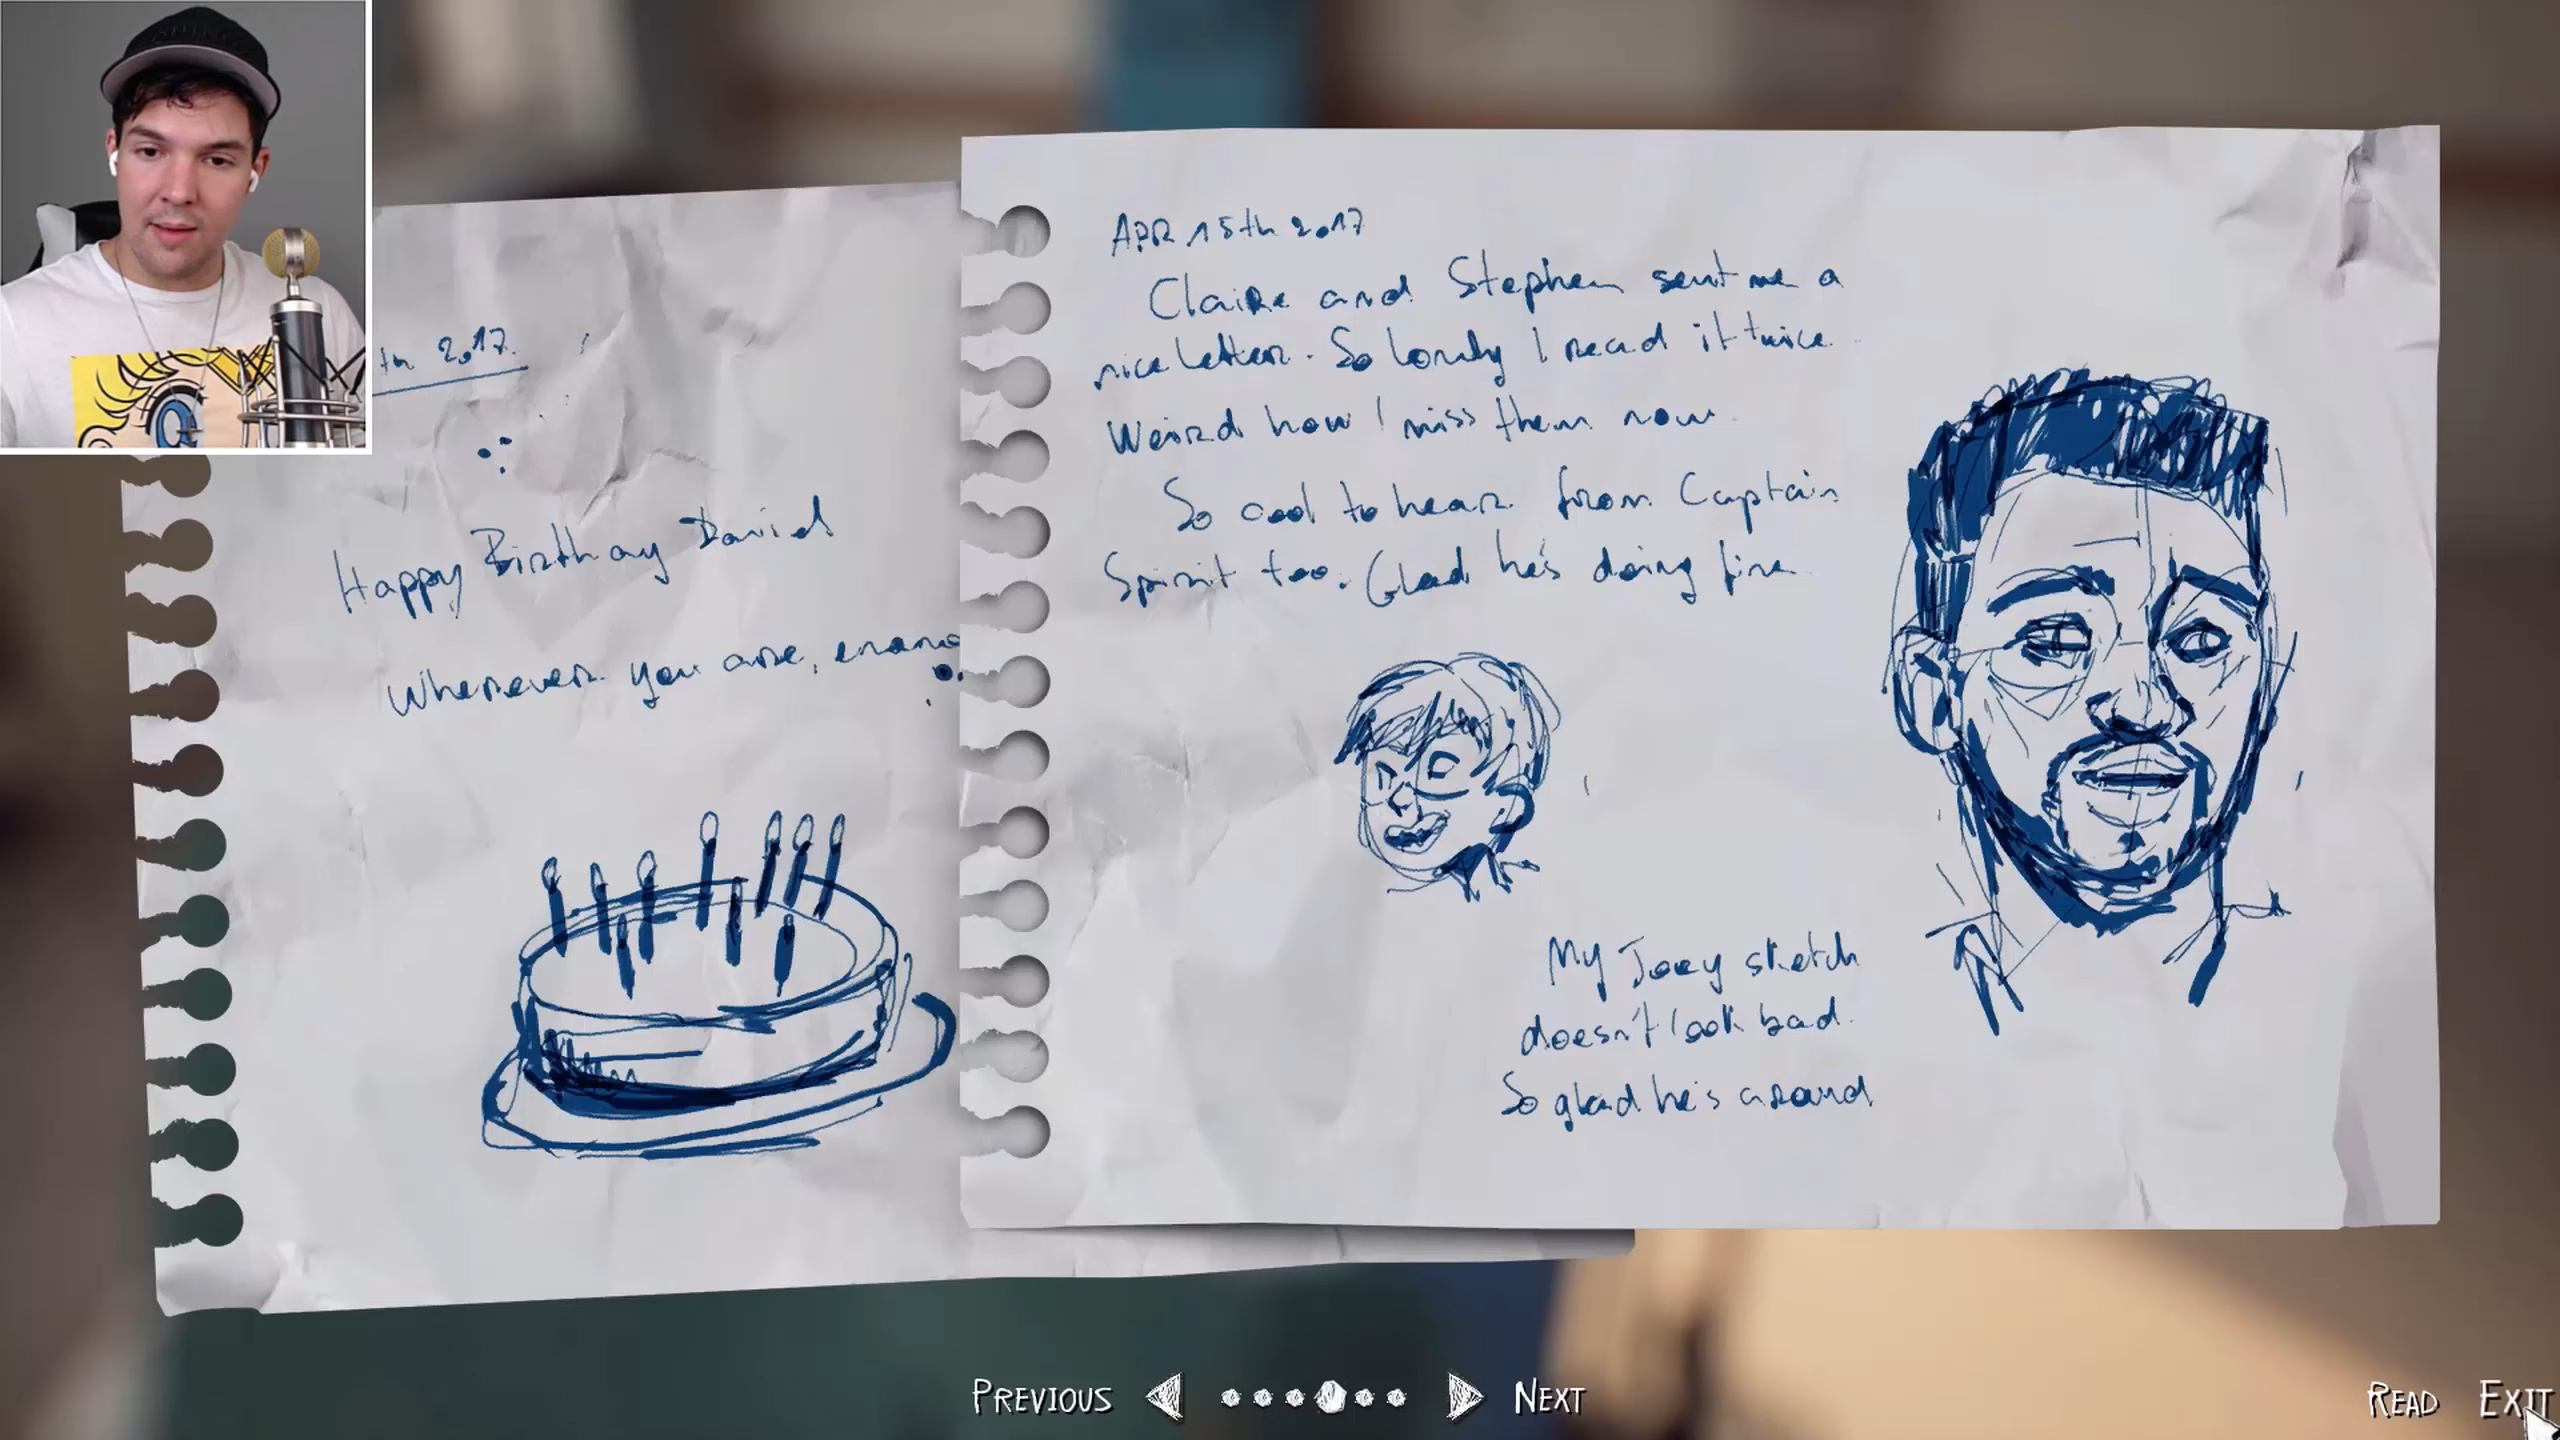 th 2017.
Happy Birthday Daniel
Wherever you are, enano
APR 15th 2017
Claire and Stephen sent me a
nice letter. So lovely I read it twice
Weird how I miss them now
So cool to hear from Captain
Spirit too. Glad he's doing fine
My Joey sketch
doesn't look bad.
So glad he's around
PREVIOUS
NEXT
READ
EXIT